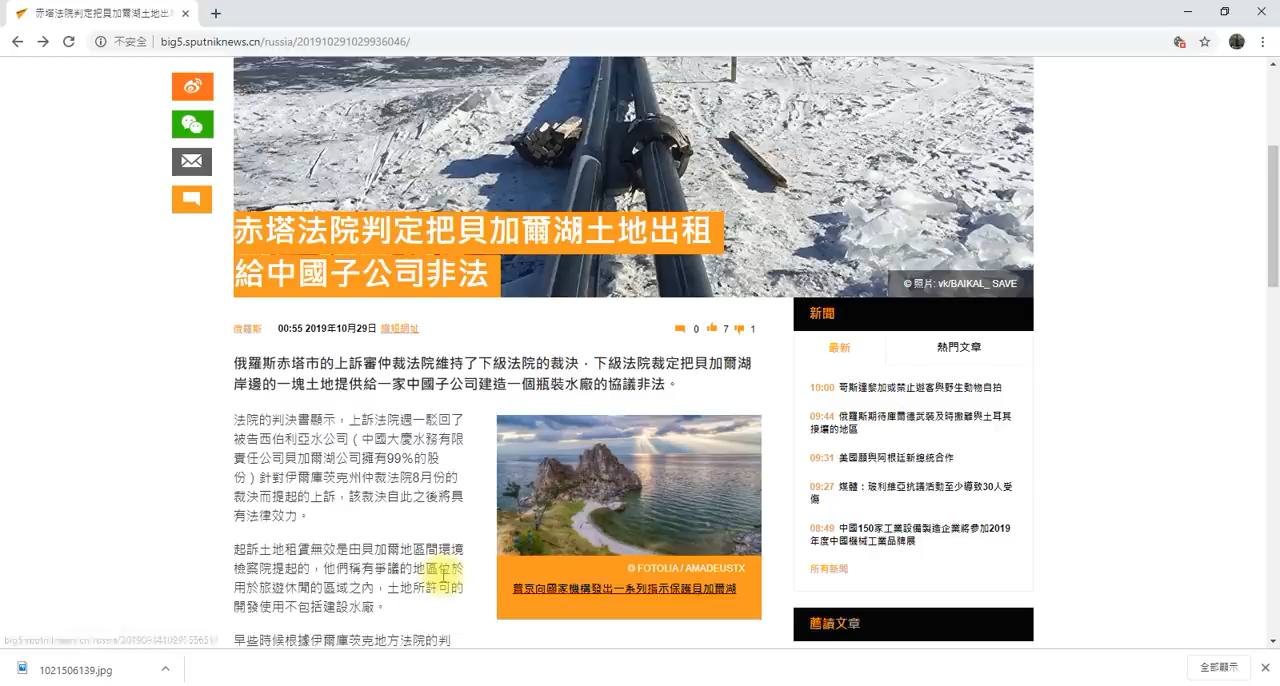 赤塔法院判定把貝加爾湖土地出
不安全
big5.sputniknews.cn/russia/201910291029936046/
赤塔法院判定把貝加爾湖土地出租
給中國子公司非法
© 照片: vk/BAIKAL_ SAVE
俄羅斯
00:55 2019年10月29日
縮短網址
0
7
1
俄羅斯赤塔市的上訴審仲裁法院維持了下級法院的裁決，下級法院裁定把貝加爾湖
岸邊的一塊土地提供給一家中國子公司建造一個瓶裝水廠的協議非法。
法院的判決書顯示，上訴法院週一駁回了
被告西伯利亞水公司（中國大慶水務有限
責任公司貝加爾湖公司擁有99%的股
份）針對伊爾庫茨克州仲裁法院8月份的
裁決而提起的上訴，該裁決自此之後將具
有法律效力。
起訴土地租賃無效是由貝加爾地區間環境
檢察院提起的，他們稱有爭議的地區位於
用於旅遊休閒的區域之內，土地所許可的
開發使用不包括建設水廠。
早些時候根據伊爾庫茨克地方法院的判
© FOTOLIA / AMADEUSTX
普京向國家機構發出一系列指示保護貝加爾湖
新聞
最新
熱門文章
10:00 哥斯達黎加或禁止遊客與野生動物自拍
09:44 俄羅斯期待庫爾德武裝及時撤離與土耳其
接壤的地區
09:31 美國願與阿根廷新總統合作
09:27 媒體：玻利維亞抗議活動至少導致30人受
傷
08:49 中國150家工業設備製造企業將參加2019
年度中國機械工業品牌展
所有新聞
薦讀文章
1021506139.jpg
全部顯示